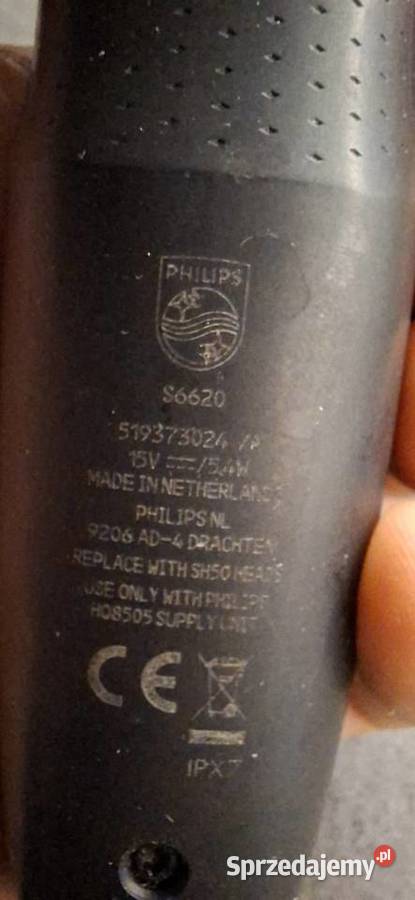 PHILIPS
S6620
519373024 /A
15V ⎓/5,4W
MADE IN NETHERLANDS
PHILIPS NL
9206 AD-4 DRACHTEN
REPLACE WITH SH50 HEADS
USE ONLY WITH PHILIPS
HQ8505 SUPPLY UNIT
CE
IPX7
Sprzedajemy.pl